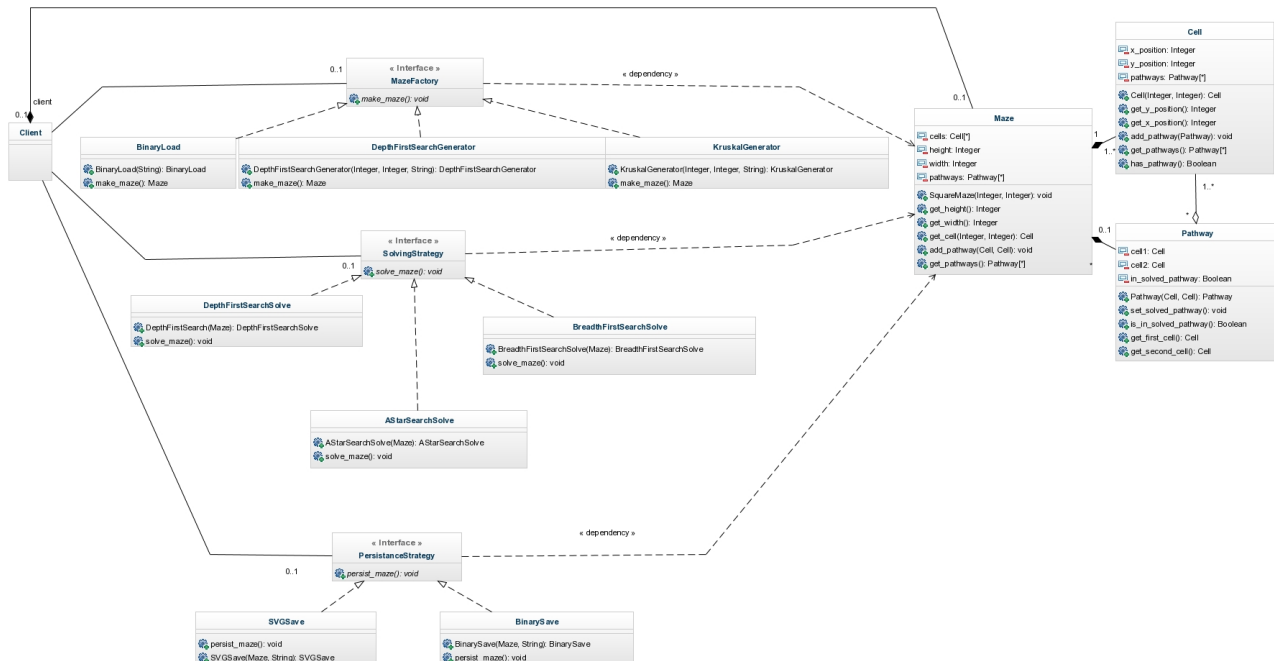 client
0..1
Client
0..1
« Interface »
MazeFactory
make_maze(): void
« dependency »
BinaryLoad
BinaryLoad(String): BinaryLoad
make_maze(): Maze
DepthFirstSearchGenerator
DepthFirstSearchGenerator(Integer, Integer, String): DepthFirstSearchGenerator
make_maze(): Maze
KruskalGenerator
KruskalGenerator(Integer, Integer, String): KruskalGenerator
make_maze(): Maze
« Interface »
SolvingStrategy
solve_maze(): void
0..1
« dependency »
DepthFirstSearchSolve
DepthFirstSearch(Maze): DepthFirstSearchSolve
solve_maze(): void
BreadthFirstSearchSolve
BreadthFirstSearchSolve(Maze): BreadthFirstSearchSolve
solve_maze(): void
AStarSearchSolve
AStarSearchSolve(Maze): AStarSearchSolve
solve_maze(): void
« Interface »
PersistanceStrategy
persist_maze(): void
0..1
« dependency »
SVGSave
persist_maze(): void
SVGSave(Maze, String): SVGSave
BinarySave
BinarySave(Maze, String): BinarySave
persist_maze(): void
0..1
Maze
cells: Cell[*]
height: Integer
width: Integer
pathways: Pathway[*]
SquareMaze(Integer, Integer): void
get_height(): Integer
get_width(): Integer
get_cell(Integer, Integer): Cell
add_pathway(Cell, Cell): void
get_pathways(): Pathway[*]
1
1..*
0..1
*
Cell
x_position: Integer
y_position: Integer
pathways: Pathway[*]
Cell(Integer, Integer): Cell
get_y_position(): Integer
get_x_position(): Integer
add_pathway(Pathway): void
get_pathways(): Pathway[*]
has_pathway(): Boolean
1..*
*
Pathway
cell1: Cell
cell2: Cell
in_solved_pathway: Boolean
Pathway(Cell, Cell): Pathway
set_solved_pathway(): void
is_in_solved_pathway(): Boolean
get_first_cell(): Cell
get_second_cell(): Cell